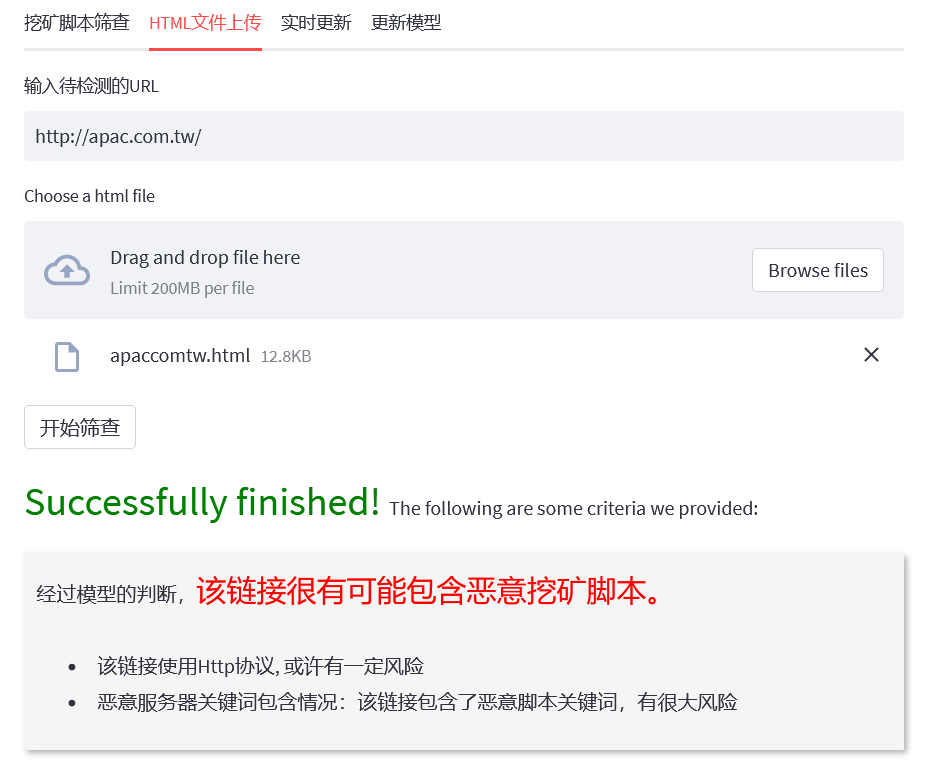 挖矿脚本筛查 HTML文件上传 实时更新 更新模型
输入待检测的URL
http://apac.com.tw/
Choose a html file
Drag and drop file here
Limit 200MB per file
Browse files
apaccomtw.html 12.8KB
开始筛查
Successfully finished! The following are some criteria we provided:
经过模型的判断，该链接很有可能包含恶意挖矿脚本。
• 该链接使用Http协议, 或许有一定风险
• 恶意服务器关键词包含情况：该链接包含了恶意脚本关键词，有很大风险